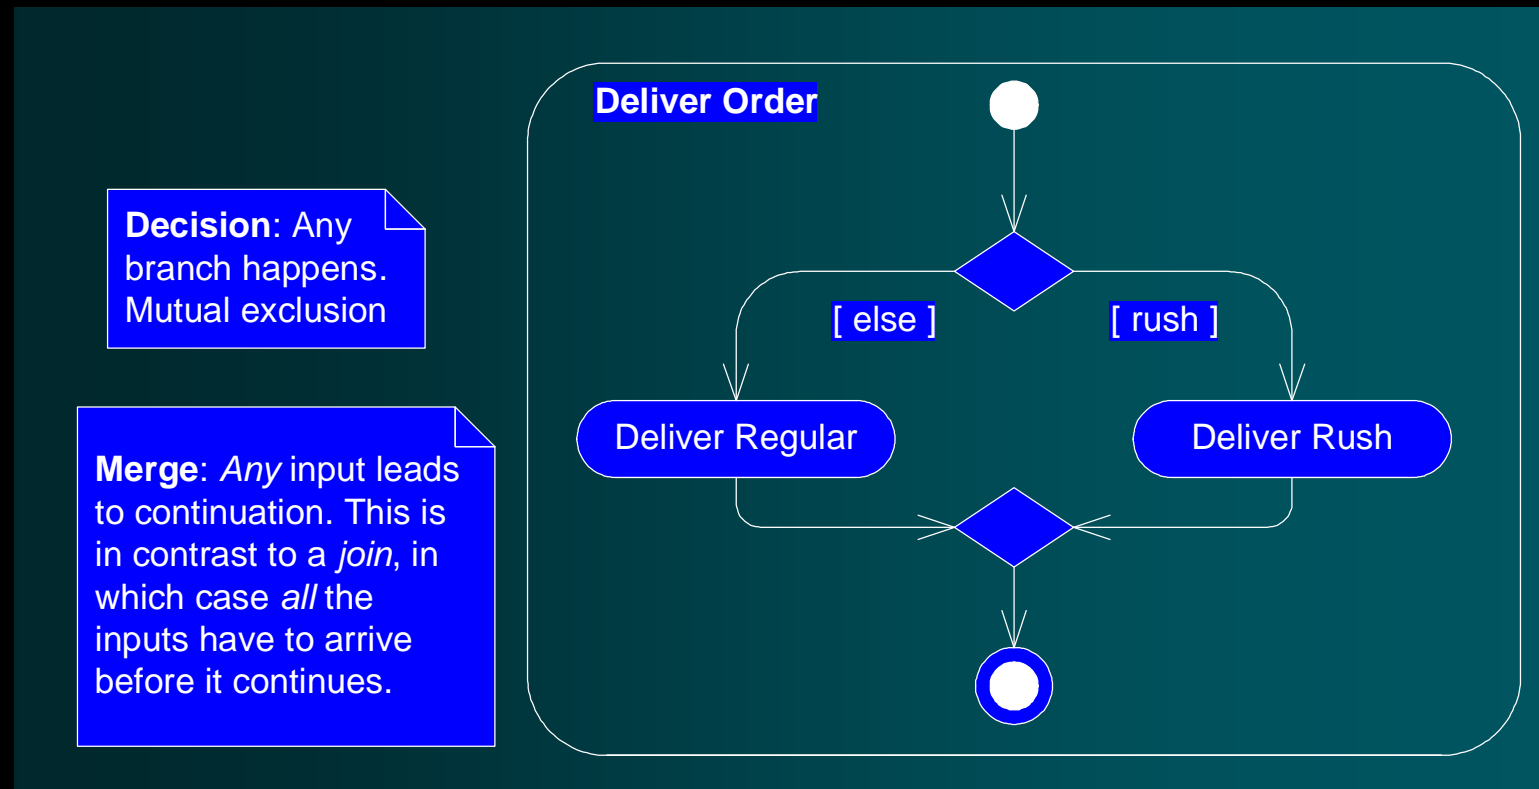 Deliver Order
Decision: Any
branch happens.
Mutual exclusion
[ else ]
[ rush ]
Deliver Regular
Deliver Rush
Merge: Any input leads
to continuation. This is
in contrast to a join, in
which case all the
inputs have to arrive
before it continues.